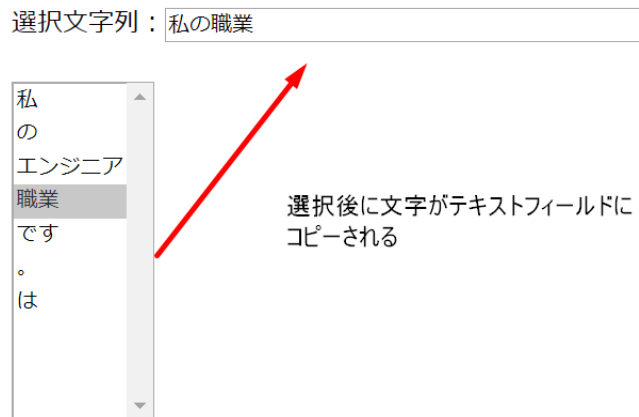 選択文字列：私の職業
私
の
エンジニア
職業
です
。
は
選択後に文字がテキストフィールドに
コピーされる